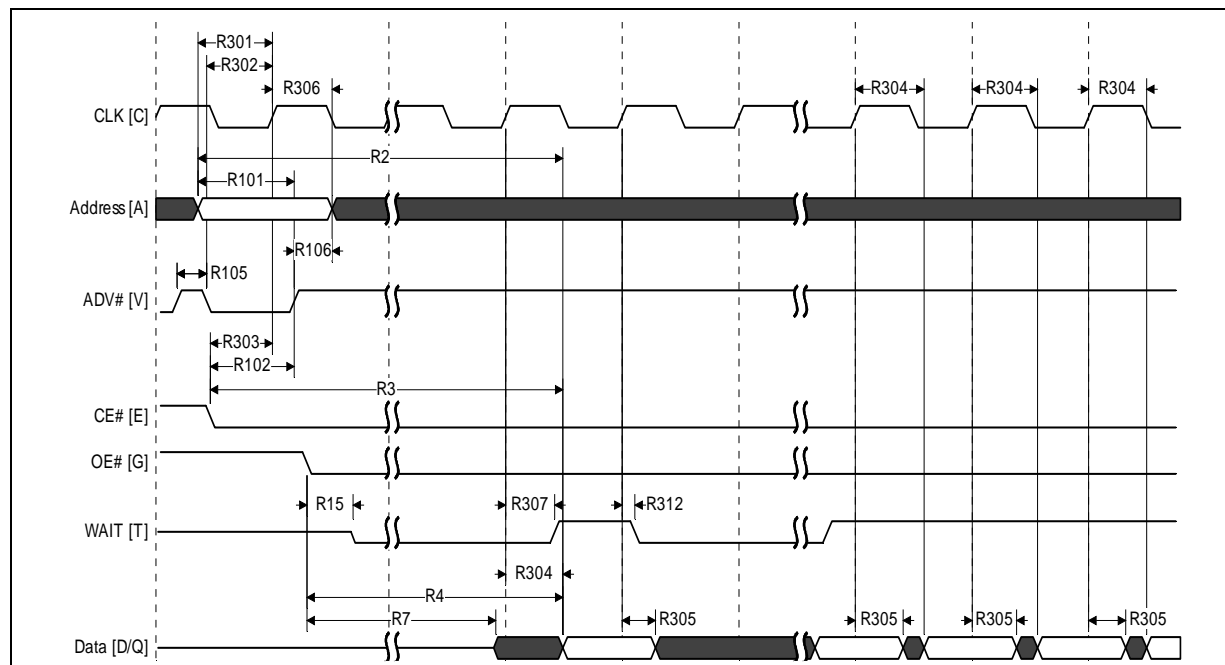 R301
R302
R306
R304
R304
R304
CLK [C]
R2
R101
Address [A]
R106
R105
ADV# [V]
R303
R102
R3
CE# [E]
OE# [G]
R15
R307
R312
WAIT [T]
R304
R4
R7
R305
R305
R305
R305
Data [D/Q]